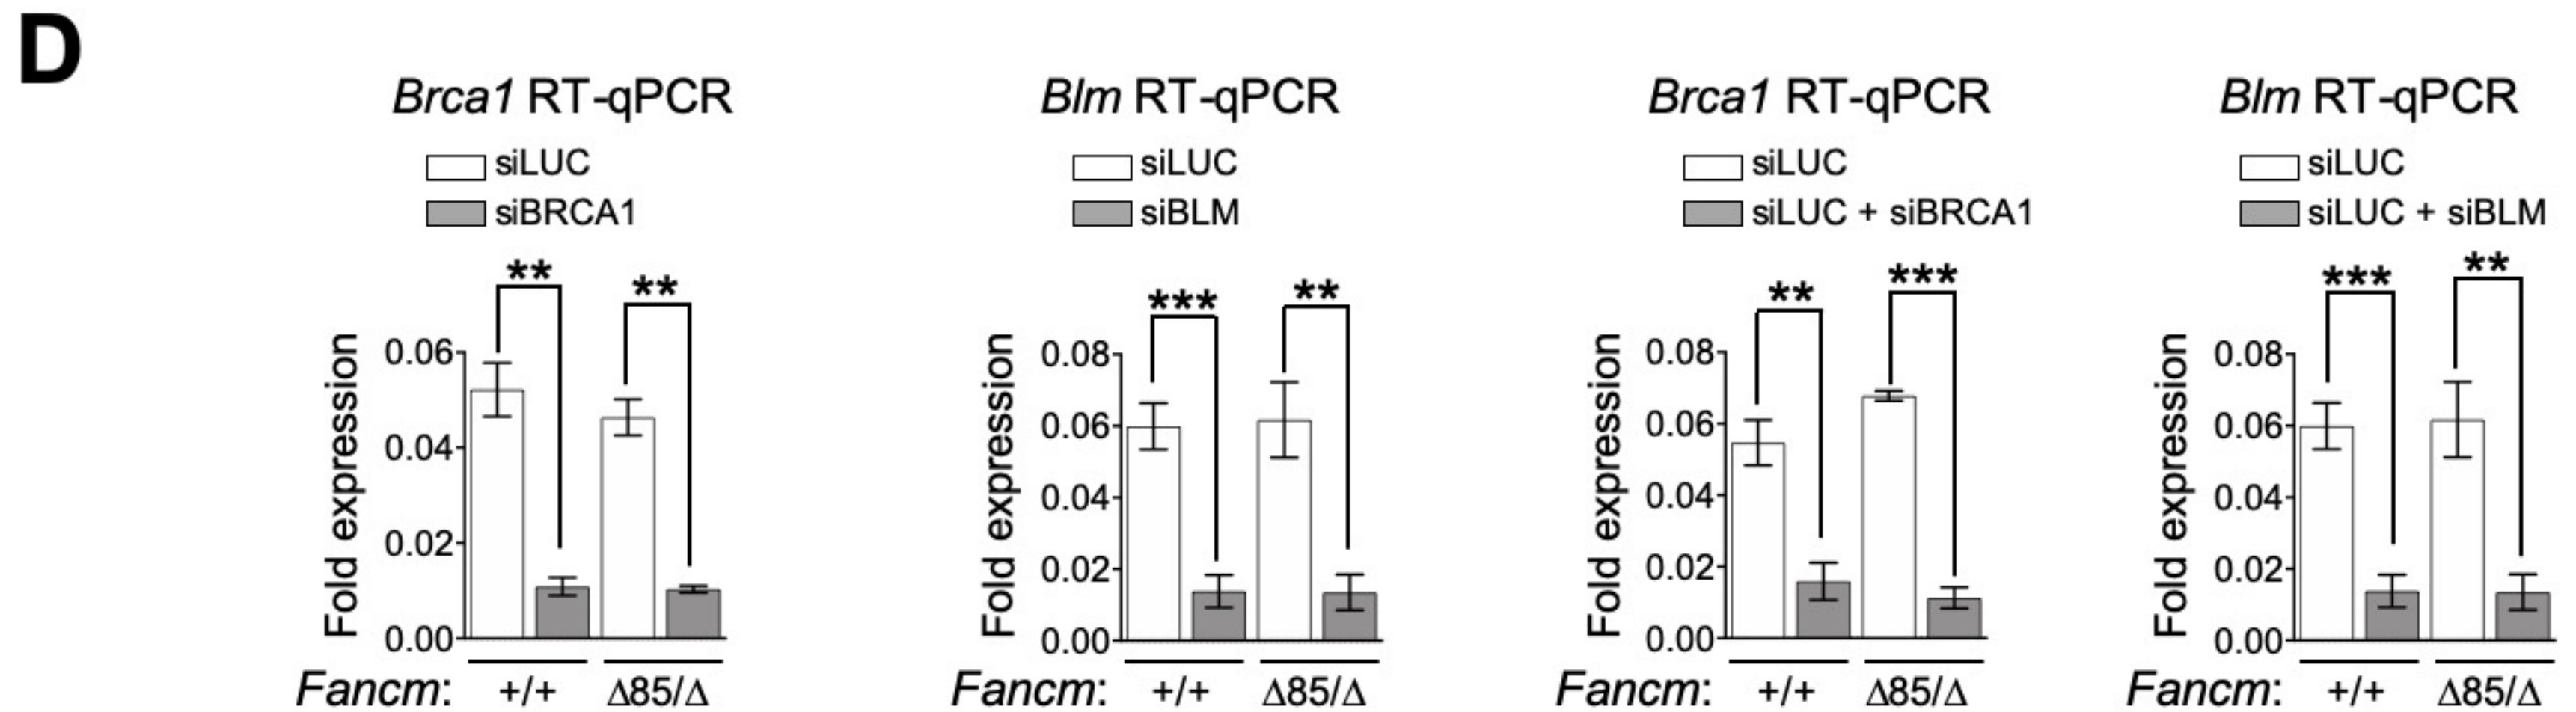 D
Brca1 RT-qPCR
siLUC
siBRCA1
** **
Fold expression
0.06
0.04
0.02
0.00
Fancm: +/+ Δ85/Δ
Blm RT-qPCR
siLUC
siBLM
*** **
Fold expression
0.08
0.06
0.04
0.02
0.00
Fancm: +/+ Δ85/Δ
Brca1 RT-qPCR
siLUC
siLUC + siBRCA1
** ***
Fold expression
0.08
0.06
0.04
0.02
0.00
Fancm: +/+ Δ85/Δ
Blm RT-qPCR
siLUC
siLUC + siBLM
*** **
Fold expression
0.08
0.06
0.04
0.02
0.00
Fancm: +/+ Δ85/Δ